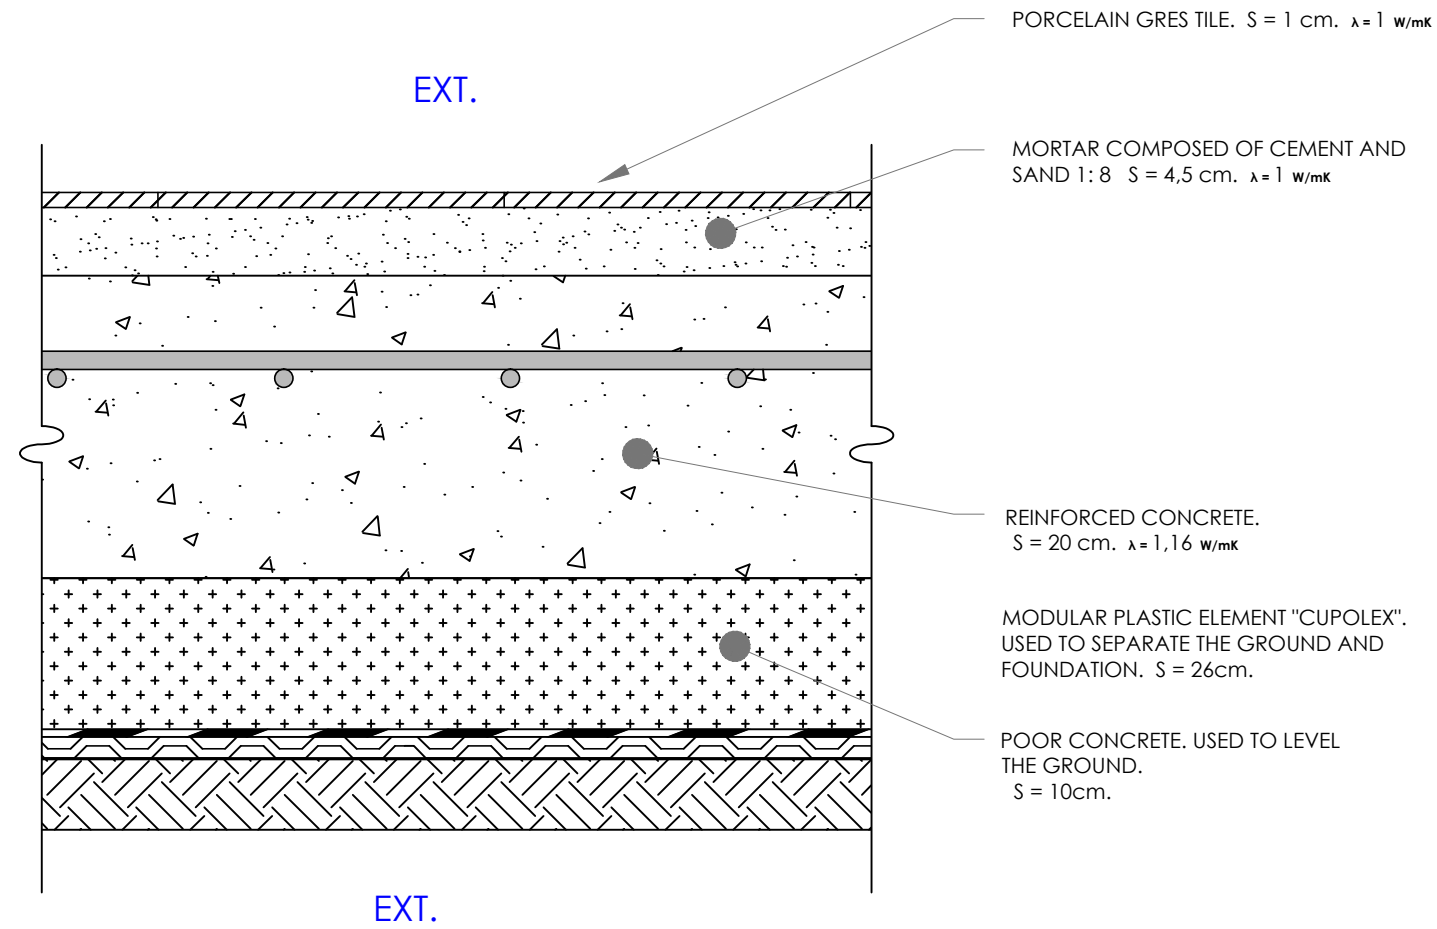 PORCELAIN GRES TILE. S = 1 cm. λ = 1 W/mK
EXT.
MORTAR COMPOSED OF CEMENT AND
SAND 1: 8 S = 4,5 cm. λ = 1 W/mK
REINFORCED CONCRETE.
S = 20 cm. λ = 1,16 W/mK
MODULAR PLASTIC ELEMENT "CUPOLEX".
USED TO SEPARATE THE GROUND AND
FOUNDATION. S = 26cm.
POOR CONCRETE. USED TO LEVEL
THE GROUND.
S = 10cm.
EXT.